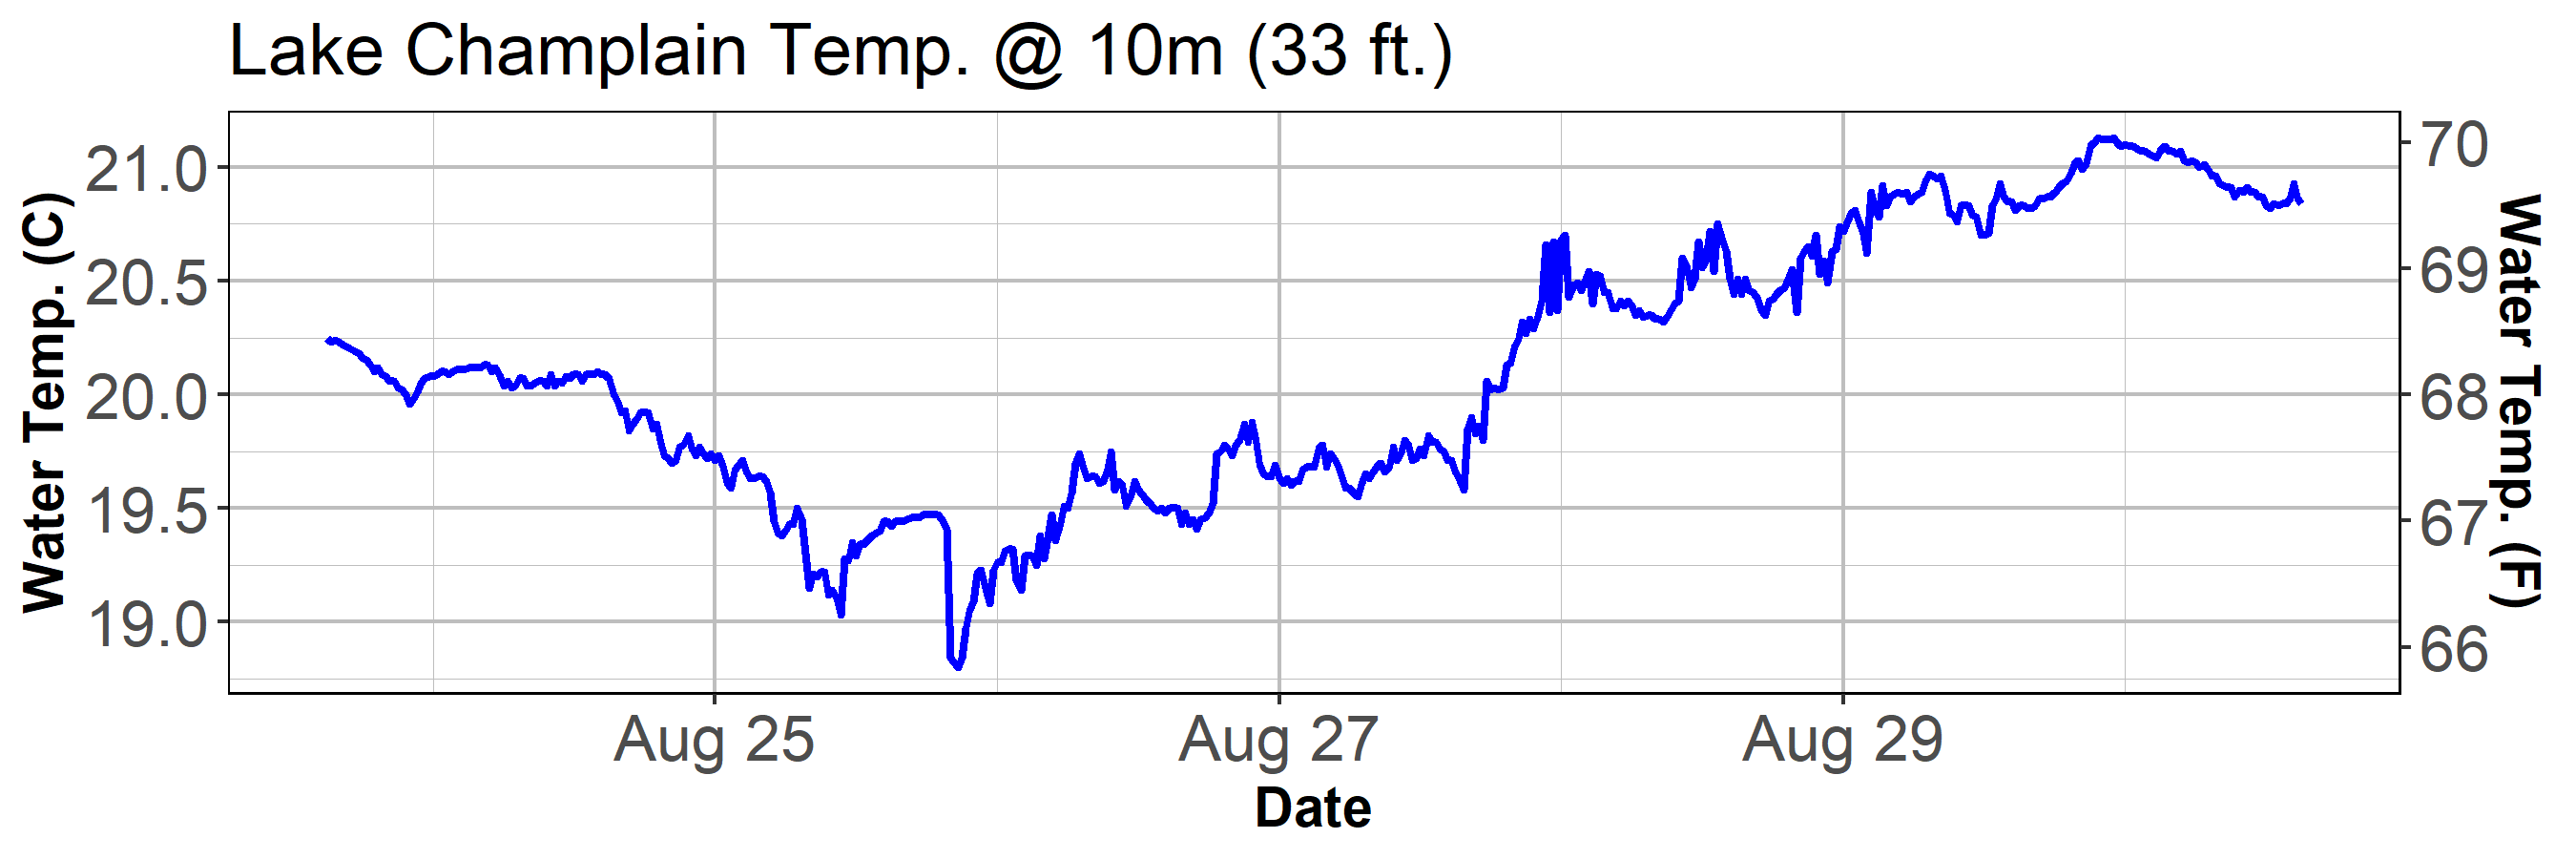 Lake Champlain Temp. @ 10m (33 ft.)
Water Temp. (C)
21.0
20.5
20.0
19.5
19.0
70
69
68
67
66
Water Temp. (F)
Aug 25
Aug 27
Aug 29
Date